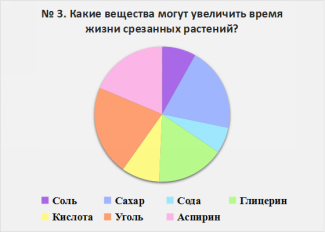 № 3. Какие вещества могут увеличить время
жизни срезанных растений?
Соль Сахар Сода Глицерин
Кислота Уголь Аспирин